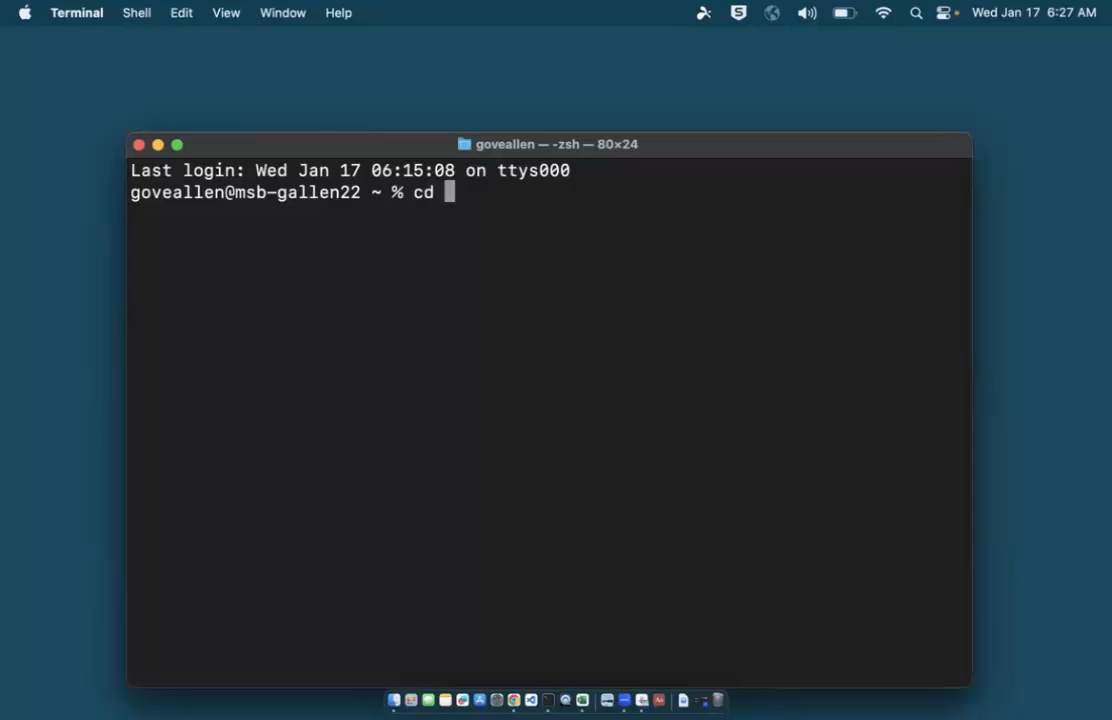 Terminal Shell Edit View Window Help S Wed Jan 17 6:27 AM
goveallen — -zsh — 80×24
Last login: Wed Jan 17 06:15:08 on ttys000
goveallen@msb-gallen22 ~ % cd